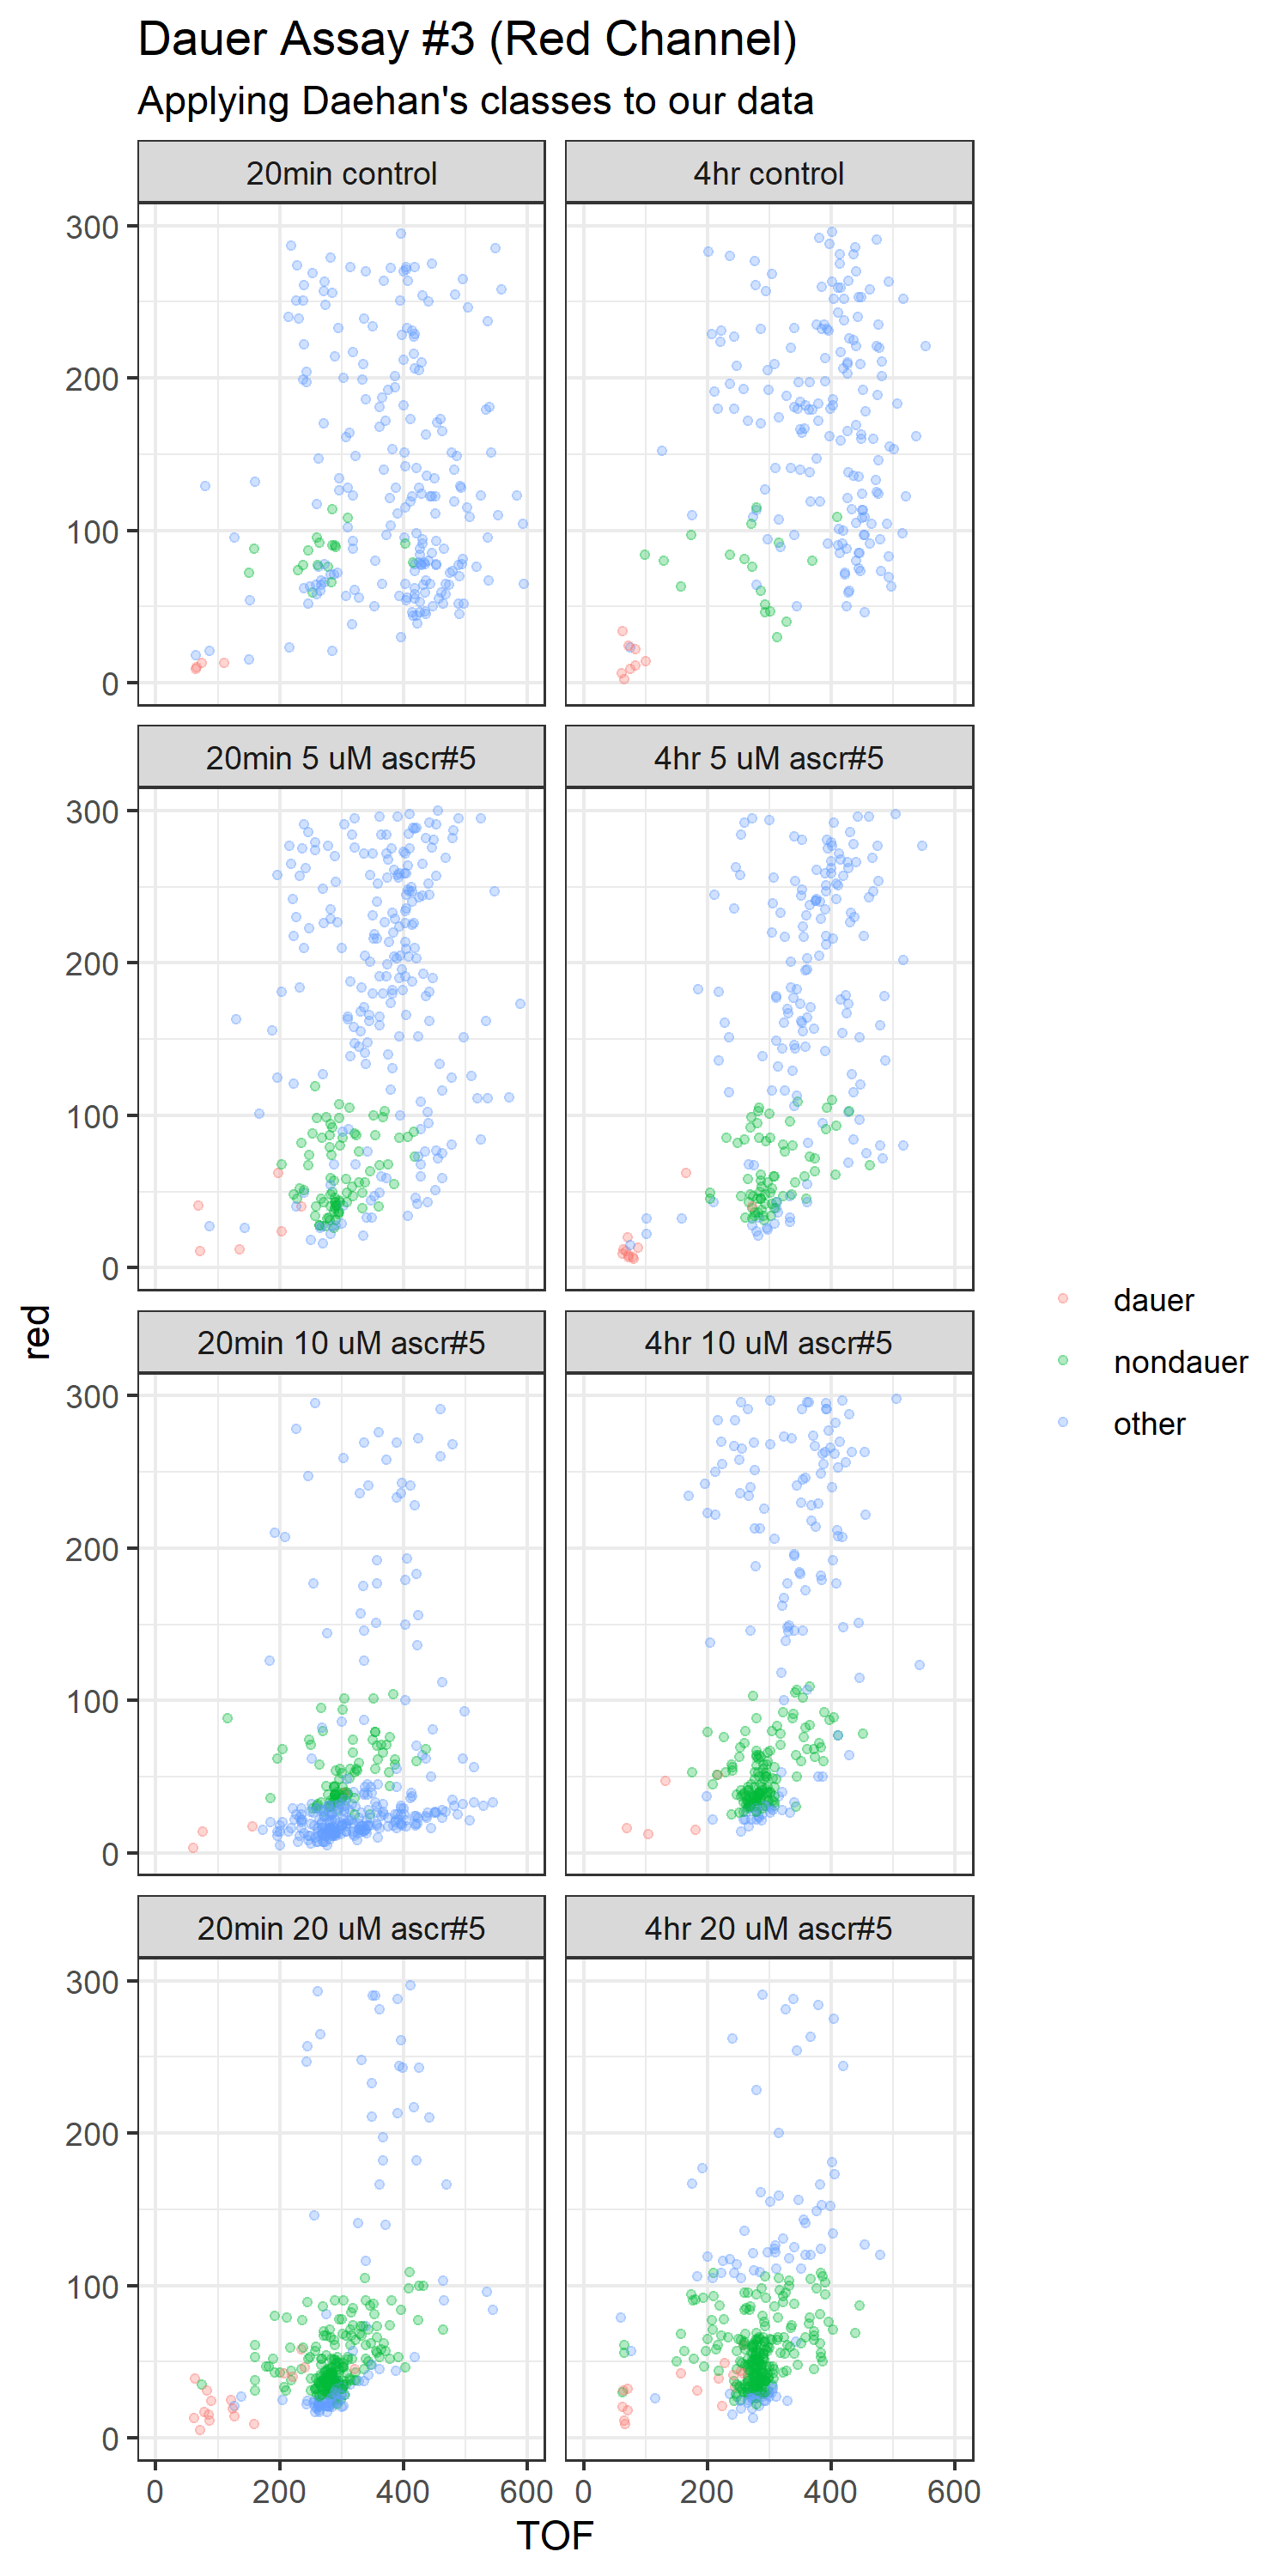 Dauer Assay #3 (Red Channel)
Applying Daehan's classes to our data
20min control
4hr control
300
200
100
0
20min 5 uM ascr#5
4hr 5 uM ascr#5
300
200
100
0
red
20min 10 uM ascr#5
4hr 10 uM ascr#5
dauer
nondauer
other
300
200
100
0
20min 20 uM ascr#5
4hr 20 uM ascr#5
300
200
100
0
0 200 400 600 0 200 400 600
TOF